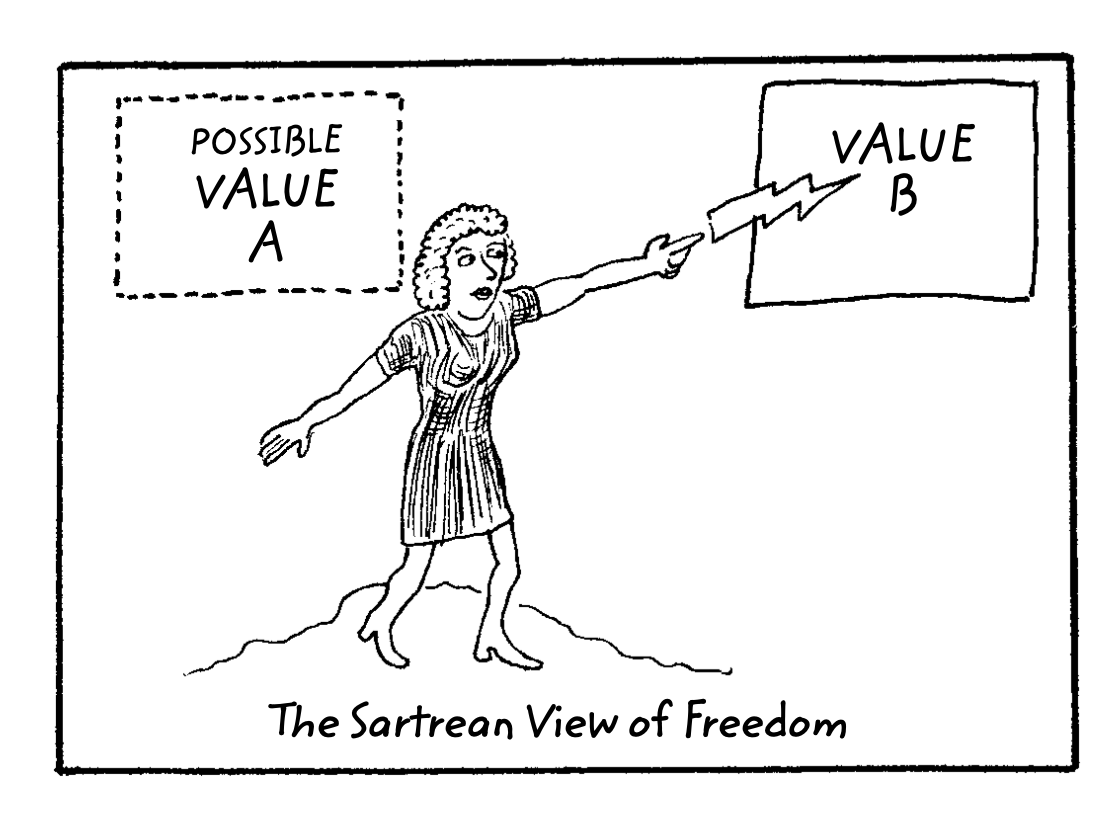 POSSIBLE
VALUE
A
VALUE
B
The Sartrean View of Freedom